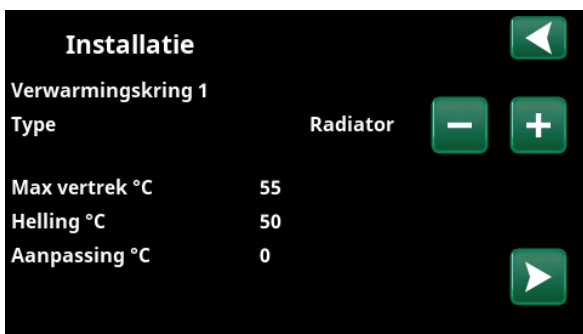 Installatie
Verwarmingskring 1
Type Radiator
Max vertrek °C 55
Helling °C 50
Aanpassing °C 0